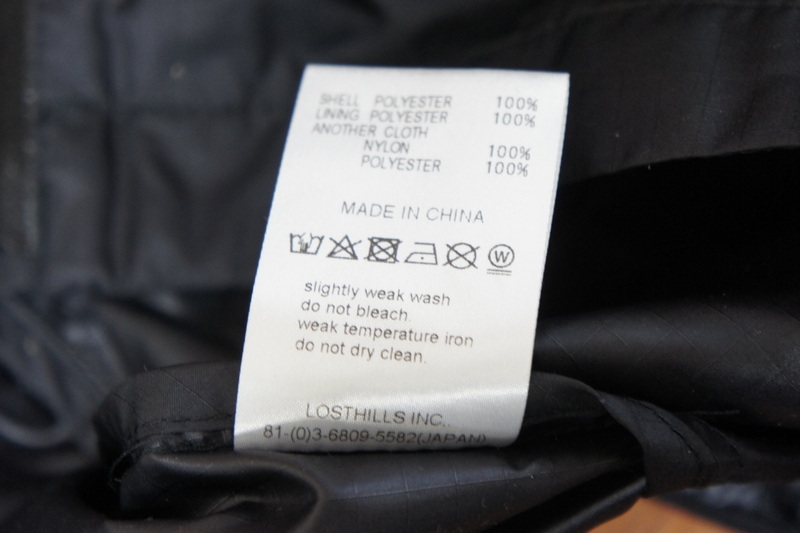 SHELL POLYESTER 100%
LINING POLYESTER 100%
ANOTHER CLOTH
NYLON 100%
POLYESTER 100%
MADE IN CHINA
W
slightly weak wash
do not bleach
weak temperature iron
do not dry clean.
LOSTHILLS INC.
81-(0)3-6809-5582(JAPAN)